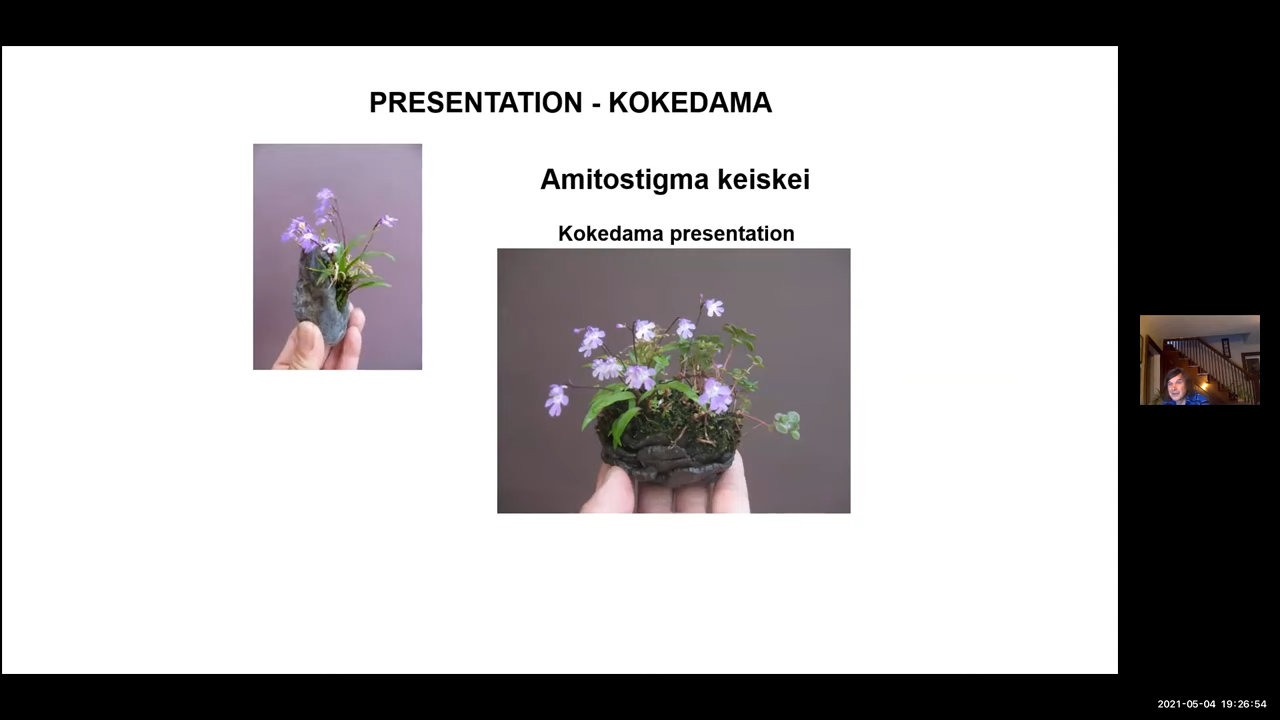 PRESENTATION - KOKEDAMA
Amitostigma keiskei
Kokedama presentation
2021-05-04 19:26:54